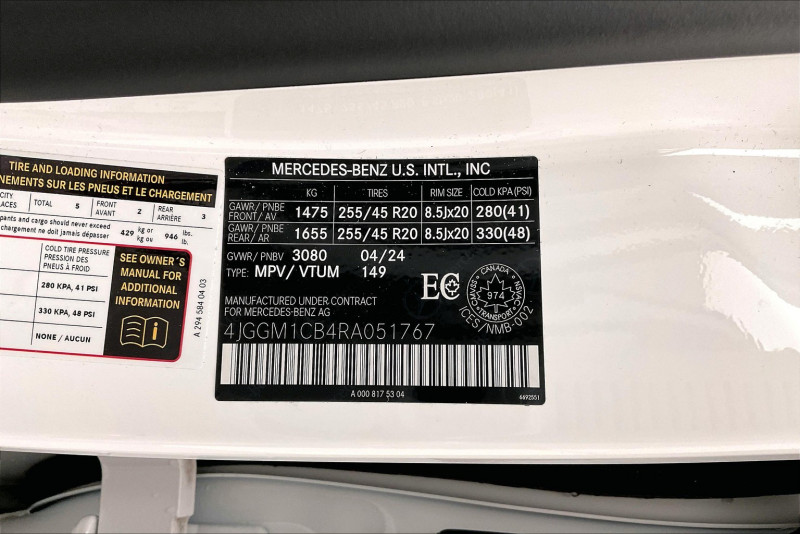 TIRE AND LOADING INFORMATION
NEMENTS SUR LES PNEUS ET LE CHARGEMENT
CITY
ACES
TOTAL 5
FRONT
AVANT 2
REAR
ARRIÈRE 3
pants and cargo should never exceed
chargement ne doit jamais dépasser
429 kg or
kg ou
946 lbs.
lb.
COLD TIRE PRESSURE
PRESSION DES
PNEUS À FROID
280 KPA, 41 PSI
330 KPA, 48 PSI
NONE / AUCUN
SEE OWNER'S
MANUAL FOR
ADDITIONAL
INFORMATION
i
A 294 584 04 03
MERCEDES-BENZ U.S. INTL., INC
KG TIRES RIM SIZE COLD KPA (PSI)
GAWR/ PNBE
FRONT/ AV 1475 255/45 R20 8.5Jx20 280(41)
GAWR/ PNBE
REAR/ AR 1655 255/45 R20 8.5Jx20 330(48)
GVWR/ PNBV 3080 04/24
TYPE: MPV/ VTUM 149
EC
CANADA
CMVSS
NSVAC
974
TRANSPORT
ICES/NMB-002
MANUFACTURED UNDER CONTRACT
FOR MERCEDES-BENZ AG
4JGGM1CB4RA051767
A 000 817 53 04
6692551